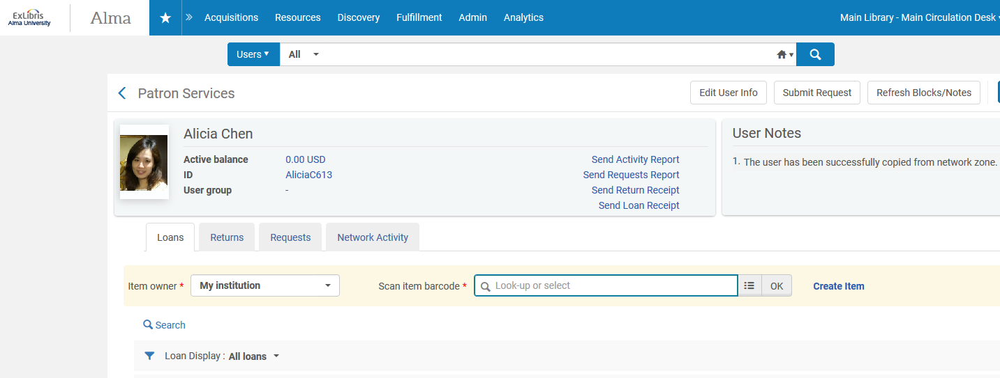 ExLibris
Alma University
Alma
Acquisitions Resources Discovery Fulfillment Admin Analytics
Main Library - Main Circulation Desk
Users All
Patron Services
Edit User Info Submit Request Refresh Blocks/Notes
Alicia Chen
Active balance 0.00 USD Send Activity Report
ID AliciaC613 Send Requests Report
User group - Send Return Receipt
Send Loan Receipt
User Notes
1. The user has been successfully copied from network zone.
Loans Returns Requests Network Activity
Item owner * My institution Scan item barcode * Look-up or select OK Create Item
Search
Loan Display : All loans